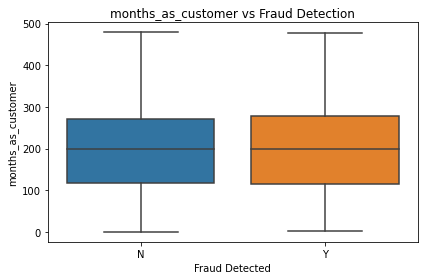 months_as_customer vs Fraud Detection
500
400
300
200
100
0
months_as_customer
N
Y
Fraud Detected